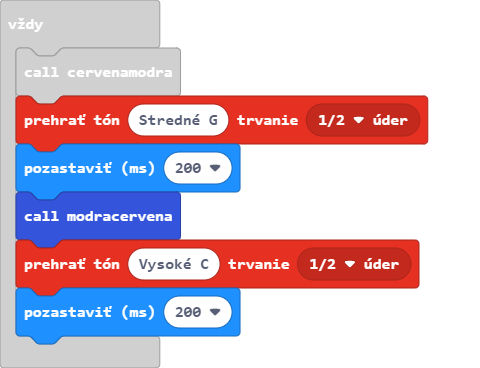 vždy
call cervenamodra
prehrať tón Stredné G trvanie 1/2 úder
pozastaviť (ms) 200
call modracervena
prehrať tón Vysoké C trvanie 1/2 úder
pozastaviť (ms) 200